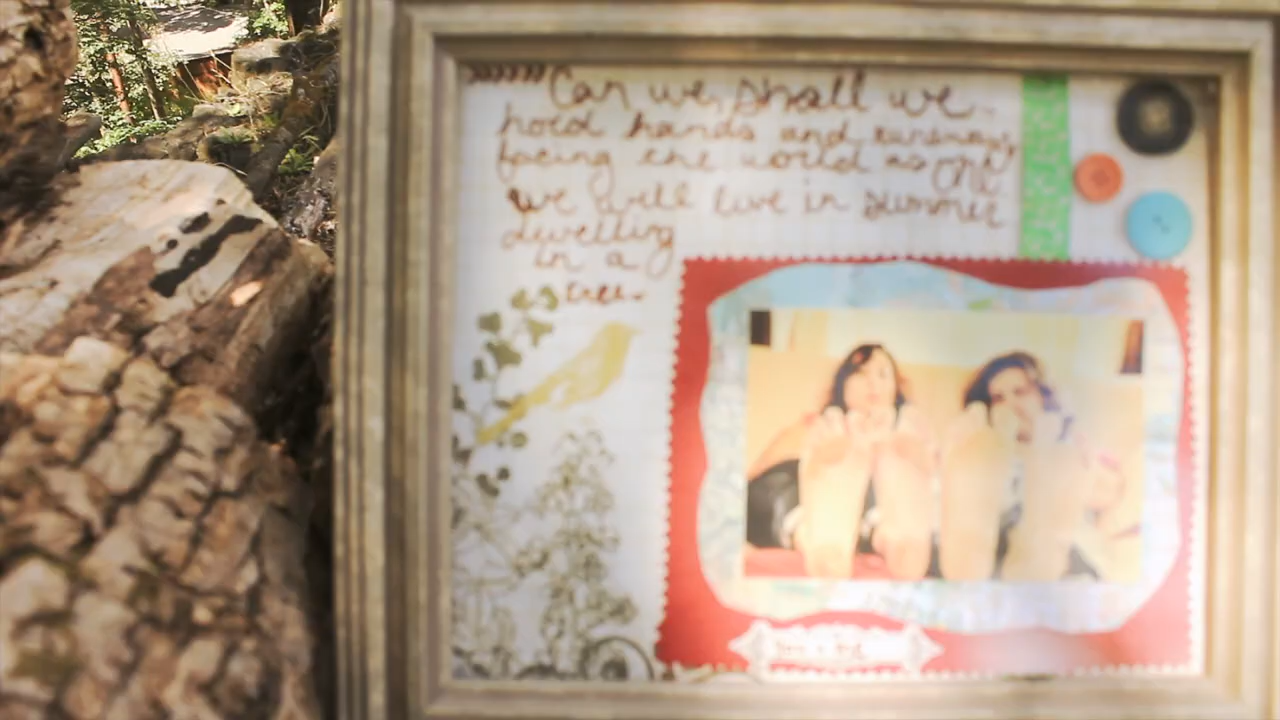 Can we, shall we
hold hands and runaway,
facing the world as one
we will live in summer
dwelling
in a
tree.